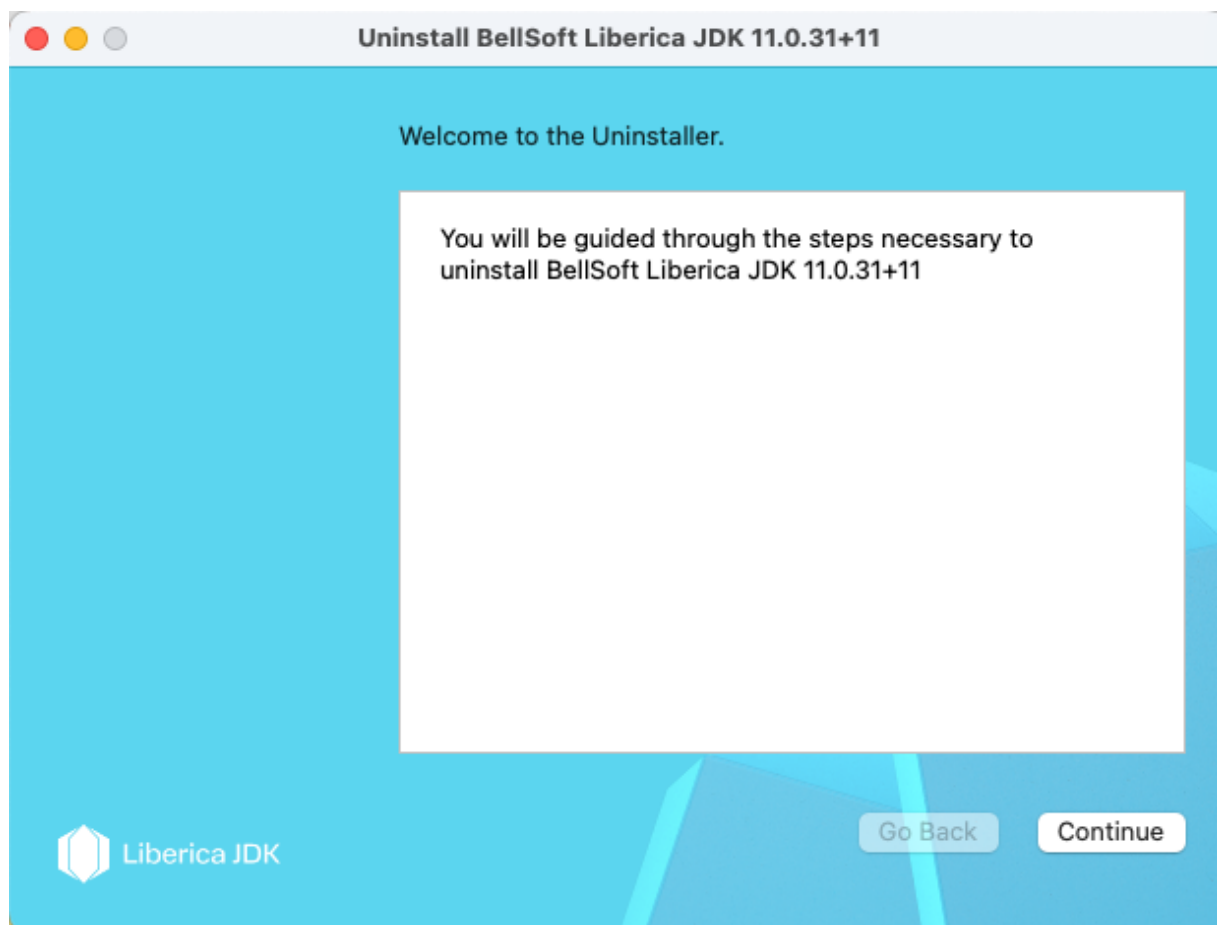 Uninstall BellSoft Liberica JDK 11.0.31+11
Welcome to the Uninstaller.
You will be guided through the steps necessary to
uninstall BellSoft Liberica JDK 11.0.31+11
Go Back
Continue
Liberica JDK